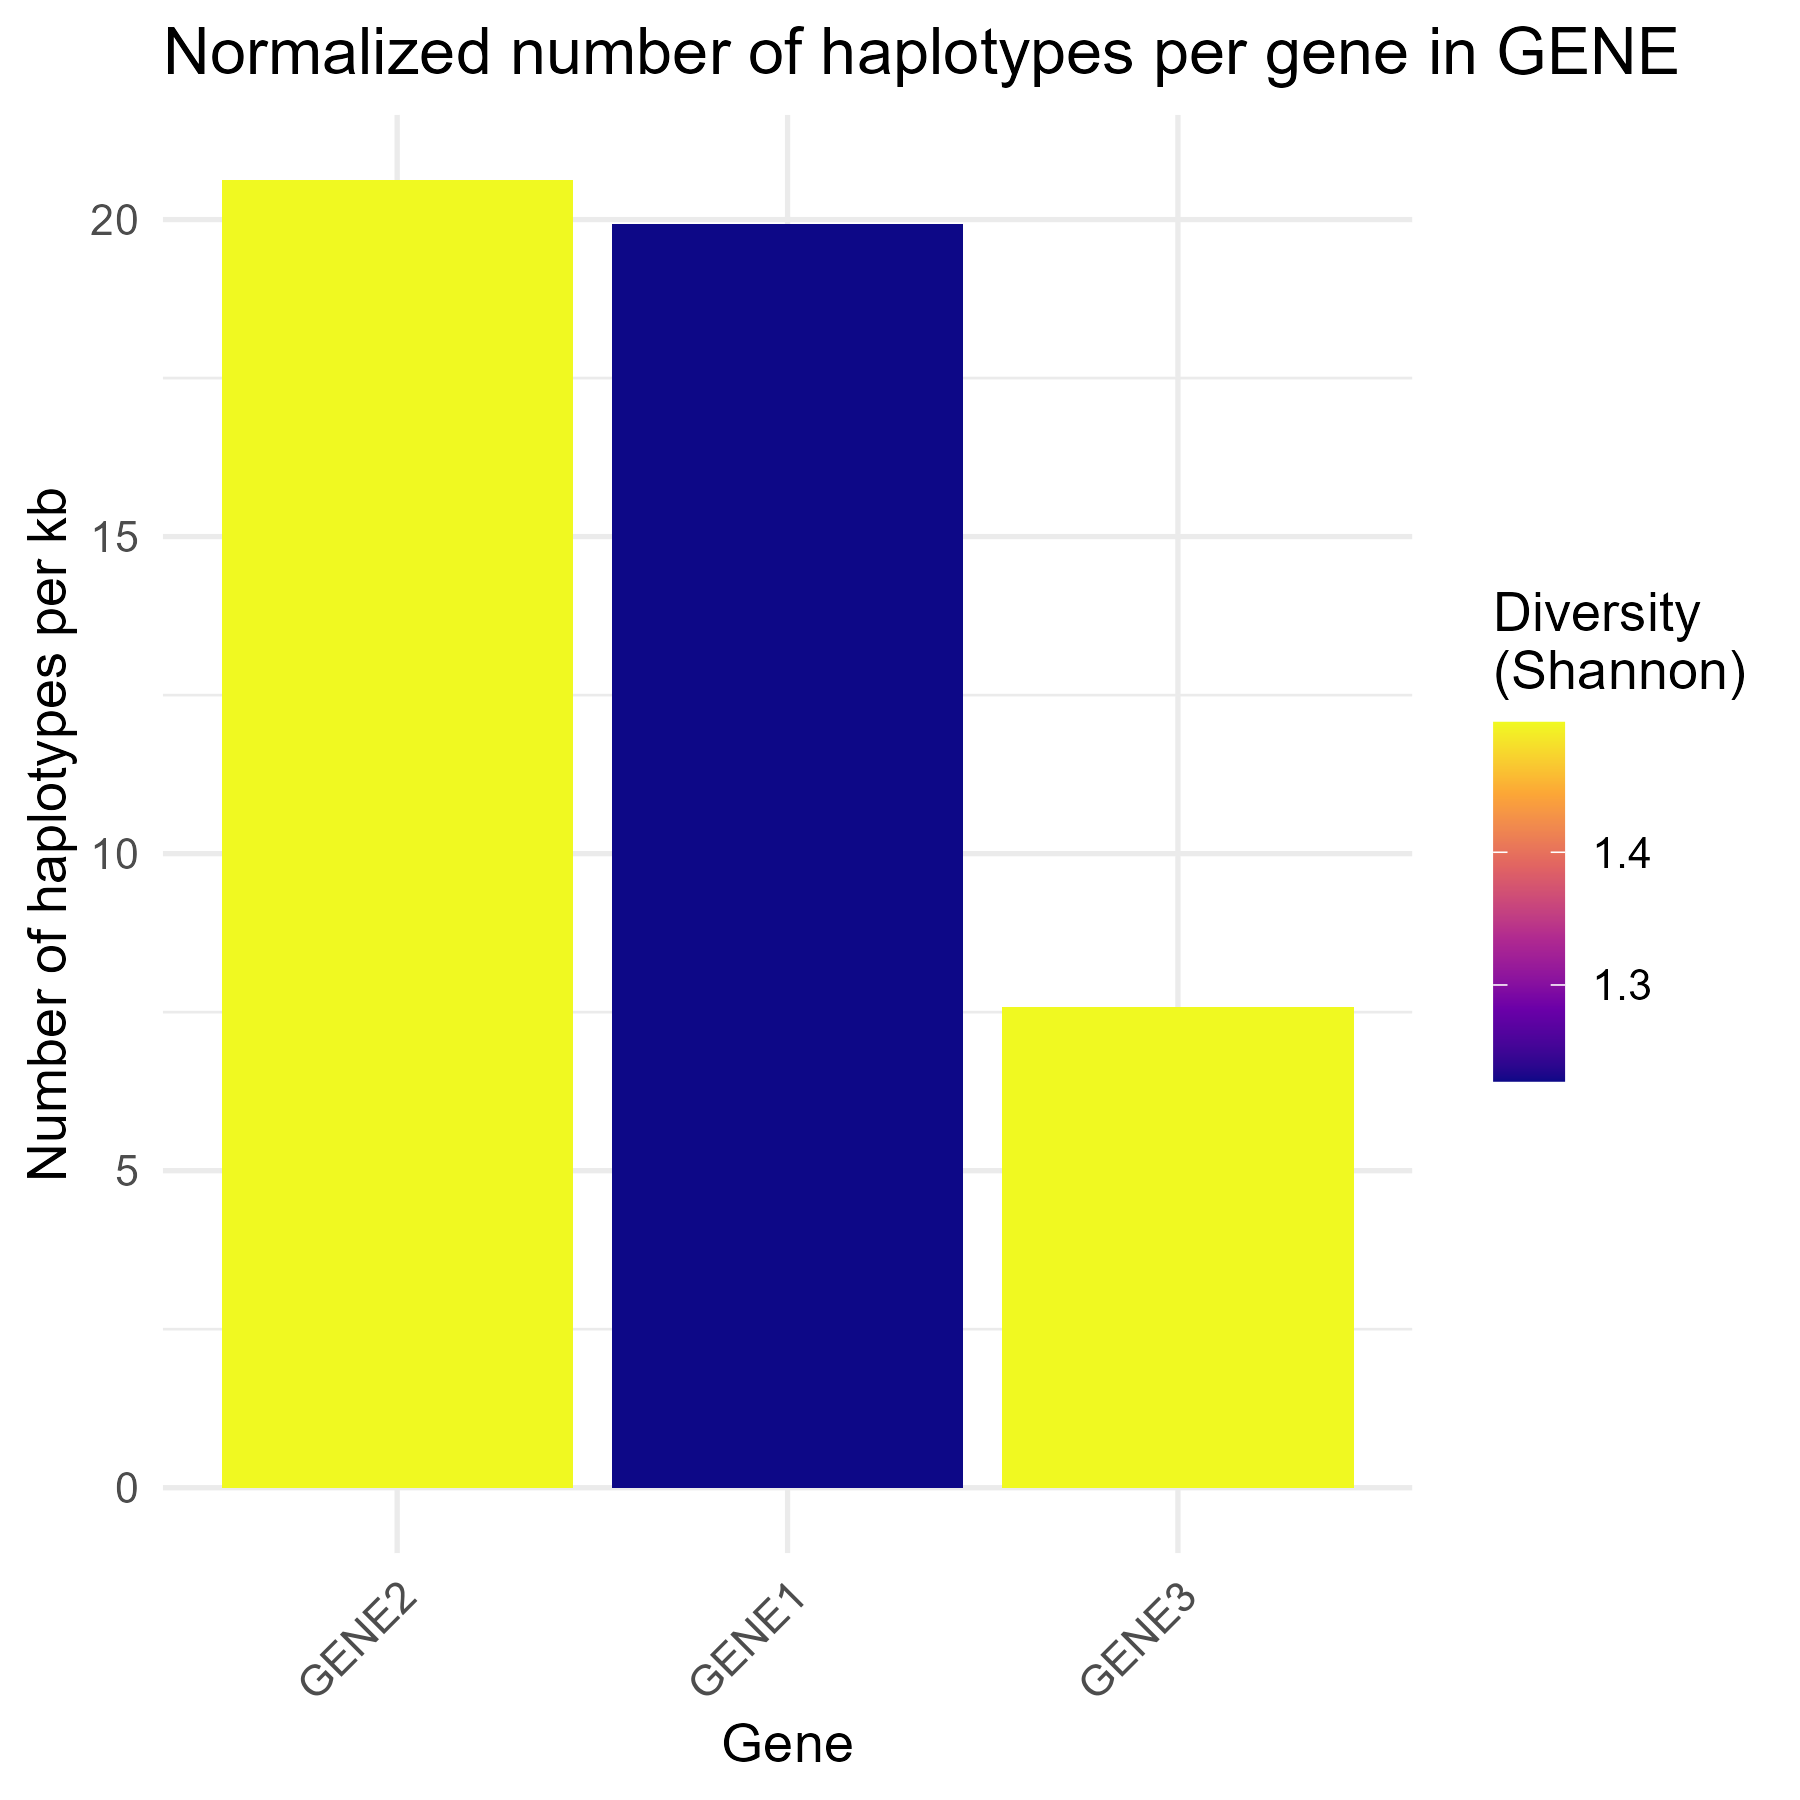 Normalized number of haplotypes per gene in GENE
Number of haplotypes per kb
20
15
10
5
0
GENE2
GENE1
GENE3
Gene
Diversity
(Shannon)
1.4
1.3